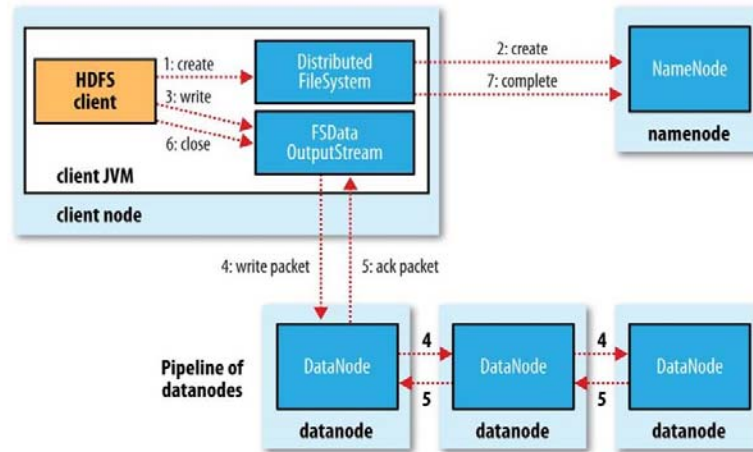 HDFS
client
1: create
3: write
6: close
Distributed
FileSystem
FSData
OutputStream
client JVM
client node
2: create
7: complete
NameNode
namenode
4: write packet
5: ack packet
Pipeline of
datanodes
DataNode
datanode
4
5
DataNode
datanode
4
5
DataNode
datanode